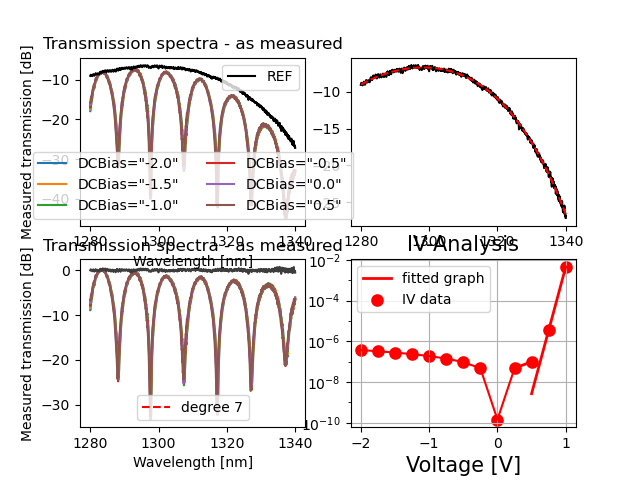 Transmission spectra - as measured
Measured transmission [dB]
−10
−20
−30
−40
REF
DCBias="-2.0"
DCBias="-1.5"
DCBias="-1.0"
DCBias="-0.5"
DCBias="0.0"
DCBias="0.5"
1280
1300
1320
1340
Wavelength [nm]
−10
−15
1280
1300
1320
1340
Transmission spectra - as measured
Measured transmission [dB]
0
−10
−20
−30
degree 7
1280
1300
1320
1340
Wavelength [nm]
IV Analysis
10⁻²
10⁻⁴
10⁻⁶
10⁻⁸
10⁻¹⁰
fitted graph
IV data
−2
−1
0
1
Voltage [V]